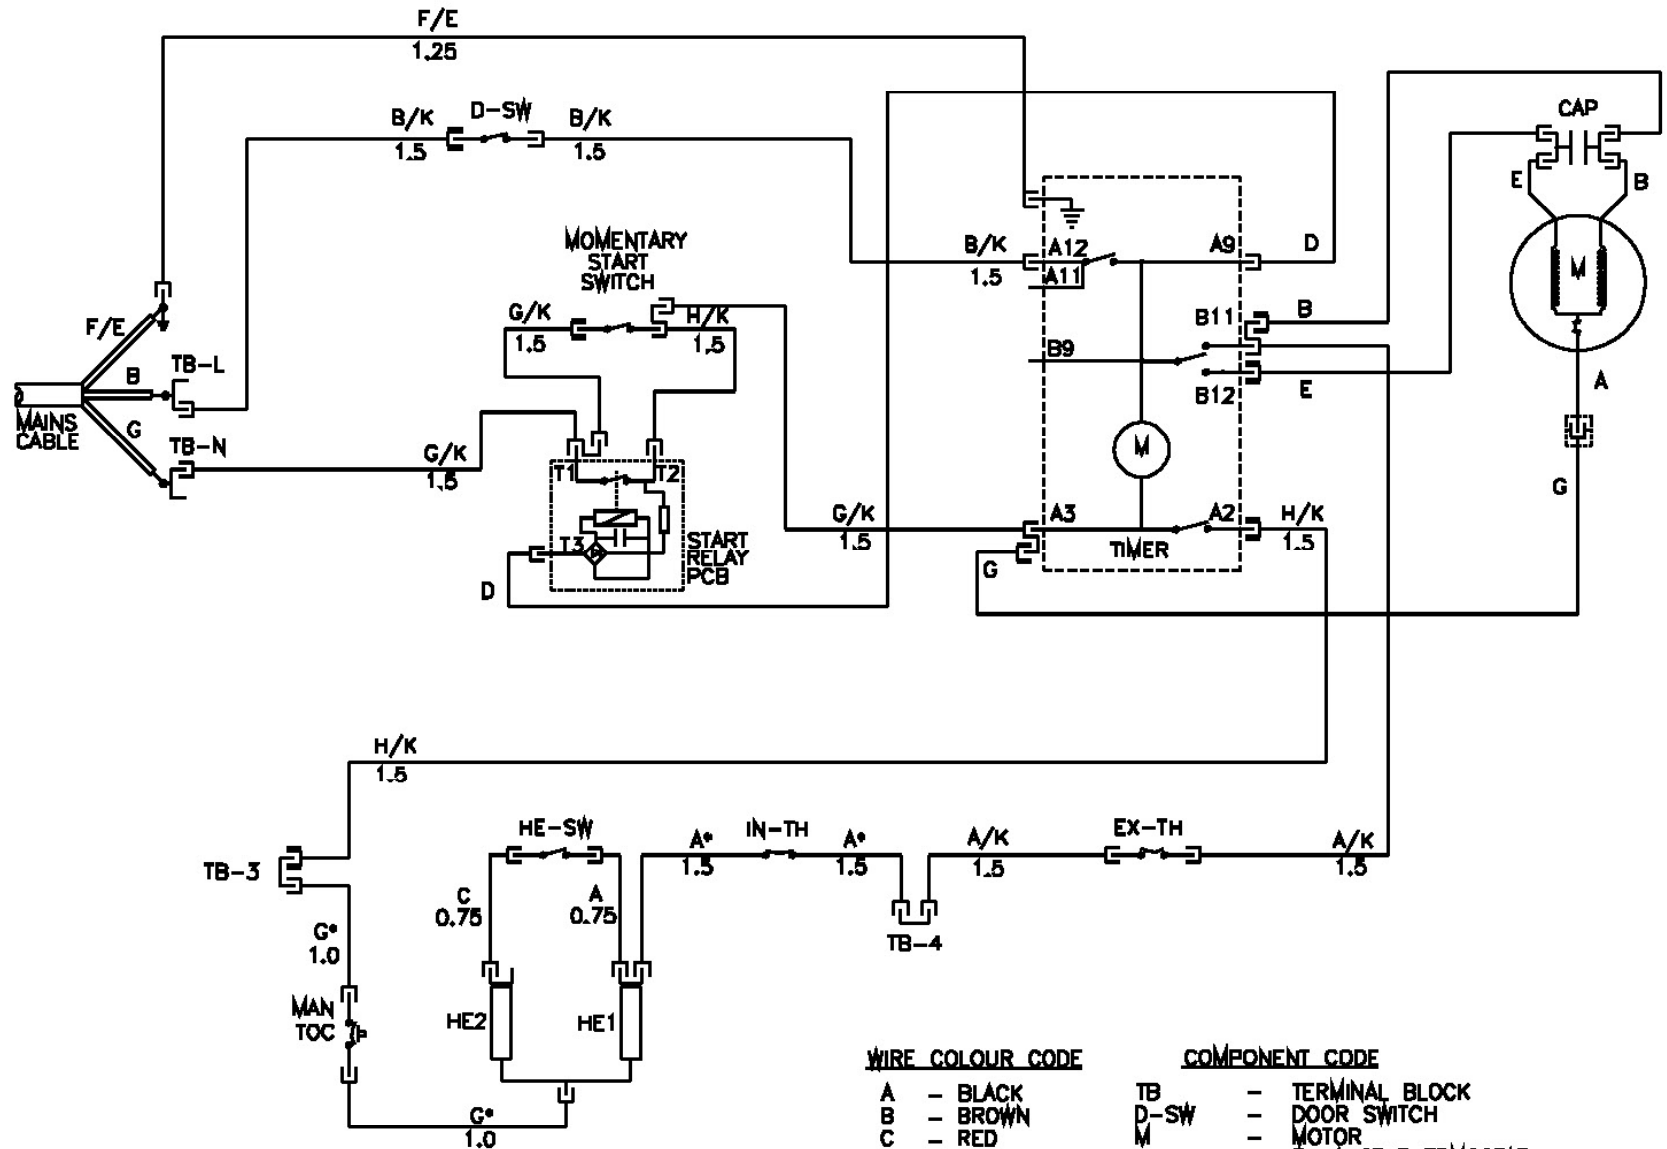 F/E
1.25
B/K
1.5
D-SW
B/K
1.5
CAP
E
B
M
A
G
MOMENTARY
START
SWITCH
G/K
1.5
H/K
1.5
B/K
1.5
A12
A11
A9
D
B11
B
B9
B12
E
F/E
B
TB-L
MAINS
CABLE
G
TB-N
G/K
1.5
T1
T2
T3
START
RELAY
PCB
D
M
G/K
1.5
A3
A2
H/K
1.5
G
TIMER
H/K
1.5
HE-SW
A*
1.5
IN-TH
A*
1.5
A/K
1.5
EX-TH
A/K
1.5
TB-3
C
0.75
A
0.75
TB-4
G*
1.0
MAN
TOC
HE2
HE1
G*
1.0
WIRE COLOUR CODE
A - BLACK
B - BROWN
C - RED
COMPONENT CODE
TB - TERMINAL BLOCK
D-SW - DOOR SWITCH
M - MOTOR